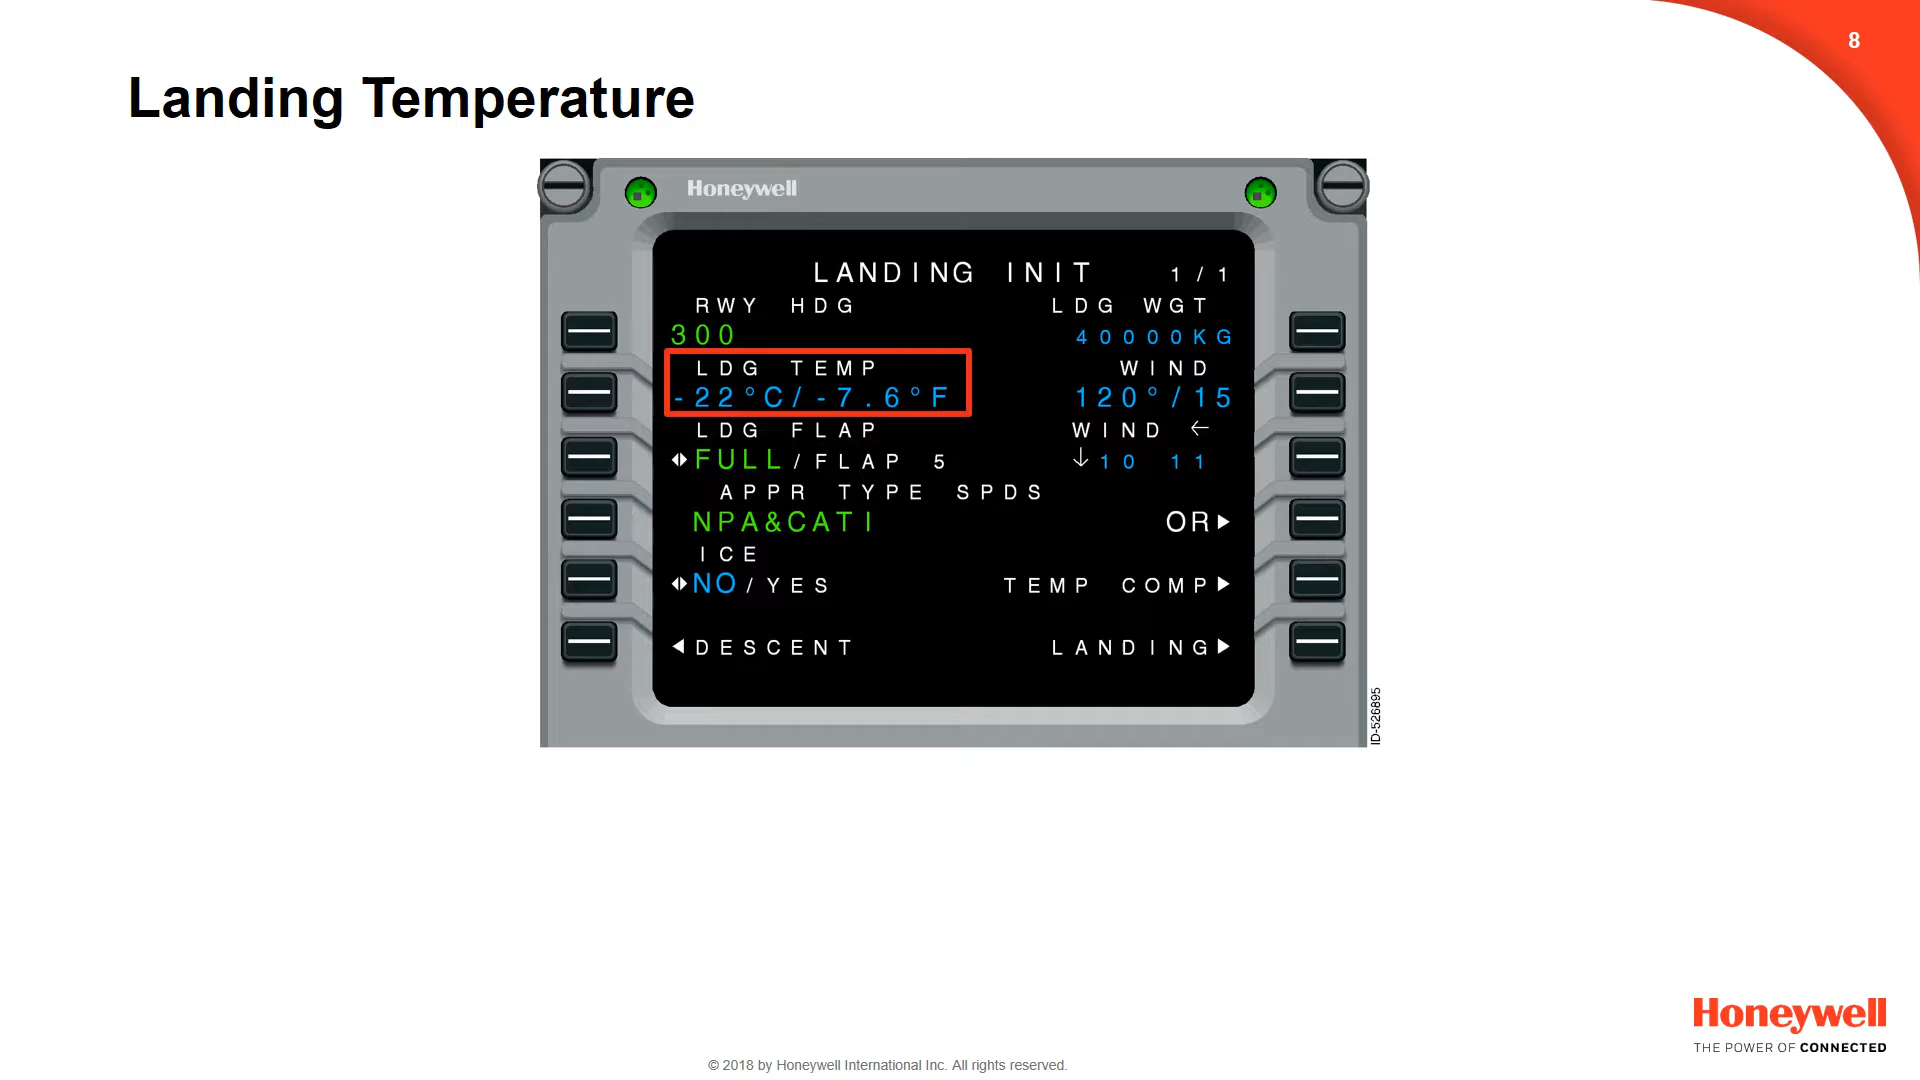 8
Landing Temperature
Honeywell
LANDING INIT 1/1
RWY HDG LDG WGT
300 40000KG
LDG TEMP WIND
-22°C/-7.6°F 120°/15
LDG FLAP WIND ←
FULL/FLAP 5 ↓10 11
APPR TYPE SPDS
NPA&CATI OR
ICE
NO/YES TEMP COMP
DESCENT LANDING
ID-526895
Honeywell
THE POWER OF CONNECTED
© 2018 by Honeywell International Inc. All rights reserved.